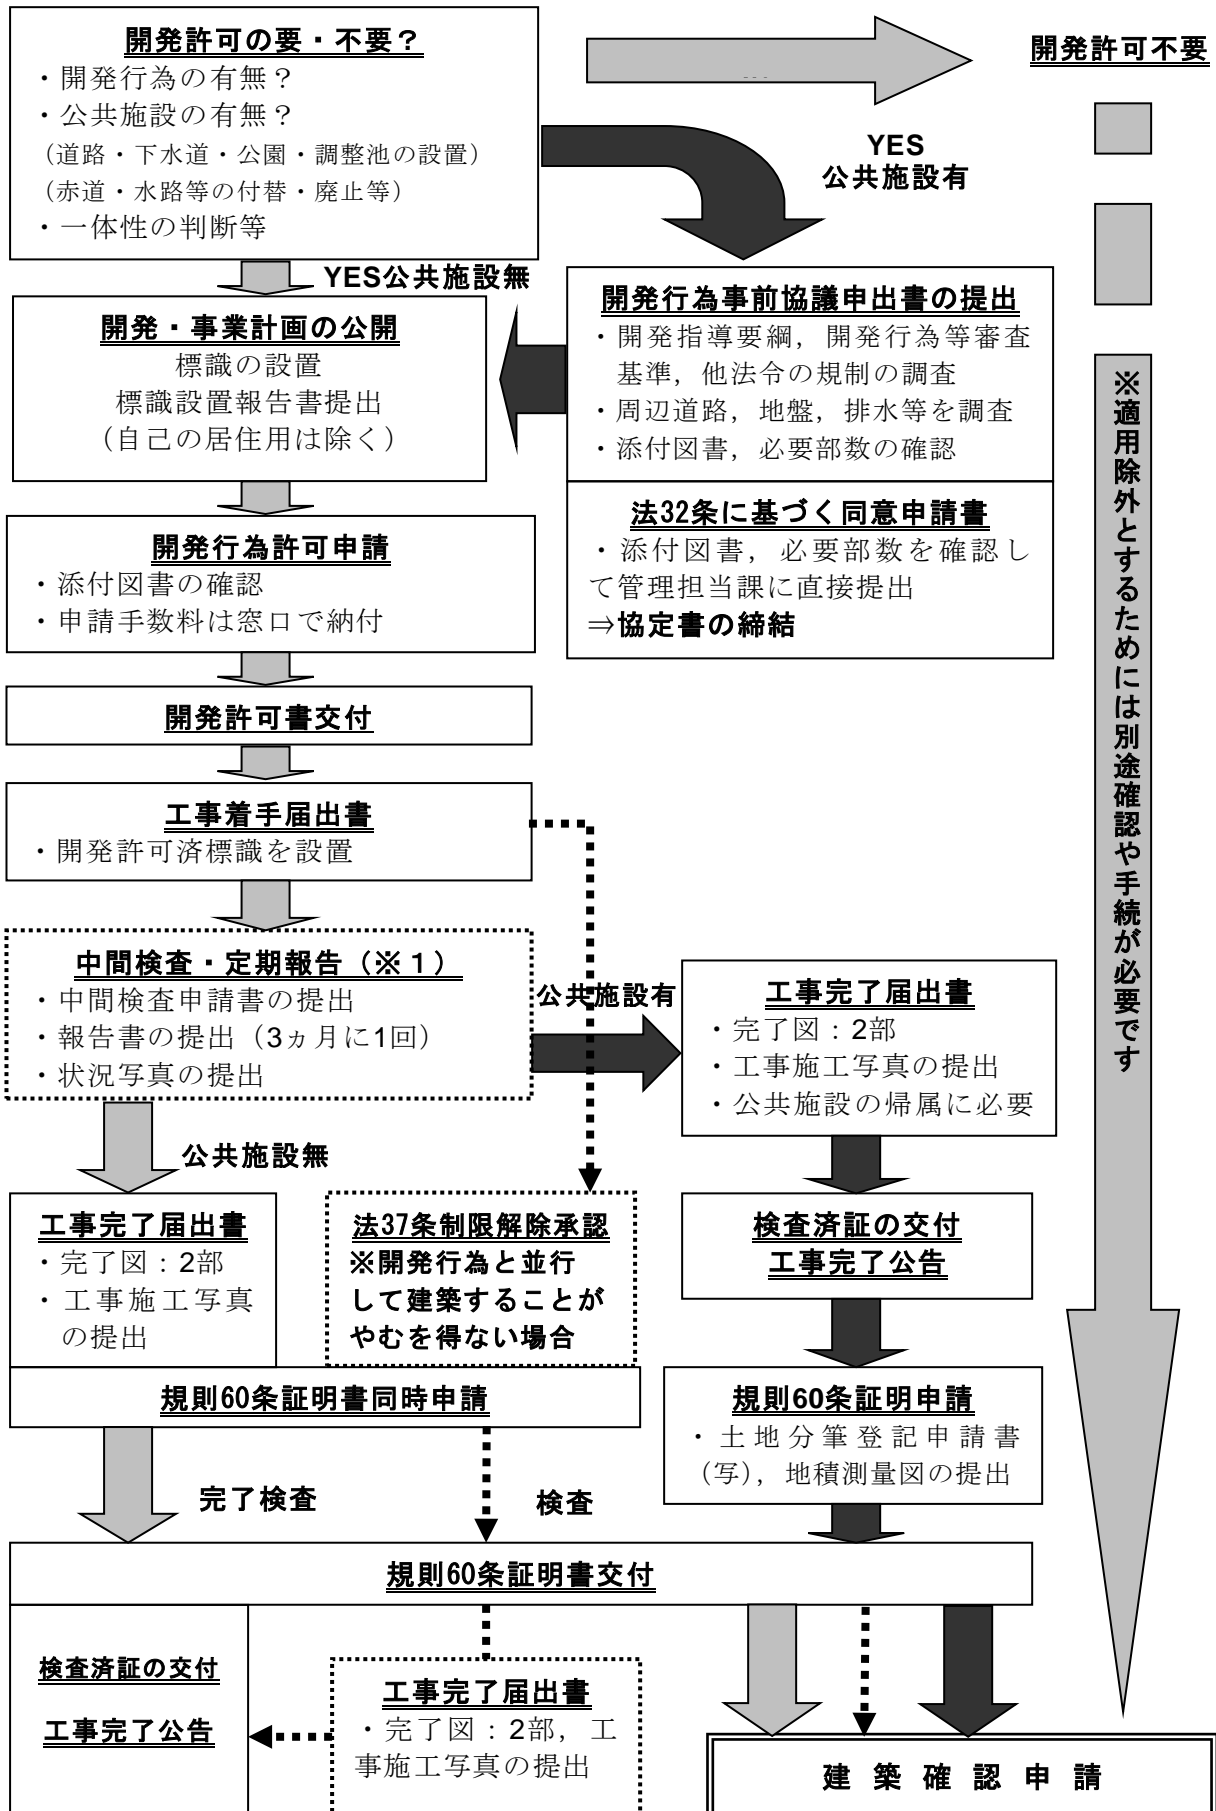 開発許可の要・不要？
・開発行為の有無？
・公共施設の有無？
（道路・下水道・公園・調整池の設置）
（赤道・水路等の付替・廃止等）
・一体性の判断等
開発許可不要
YES
公共施設有
YES公共施設無
開発行為事前協議申出書の提出
・開発指導要綱，開発行為等審査
基準，他法令の規制の調査
・周辺道路，地盤，排水等を調査
・添付図書，必要部数の確認
開発・事業計画の公開
標識の設置
標識設置報告書提出
（自己の居住用は除く）
法32条に基づく同意申請書
・添付図書，必要部数を確認し
て管理担当課に直接提出
⇒協定書の締結
※適用除外とするためには別途確認や手続が必要です
開発行為許可申請
・添付図書の確認
・申請手数料は窓口で納付
開発許可書交付
工事着手届出書
・開発許可済標識を設置
中間検査・定期報告（※１）
・中間検査申請書の提出
・報告書の提出（3ヵ月に1回）
・状況写真の提出
公共施設有
工事完了届出書
・完了図：2部
・工事施工写真の提出
・公共施設の帰属に必要
公共施設無
工事完了届出書
・完了図：2部
・工事施工写真
の提出
法37条制限解除承認
※開発行為と並行
して建築することが
やむを得ない場合
検査済証の交付
工事完了公告
規則60条証明書同時申請
規則60条証明申請
・土地分筆登記申請書
（写），地積測量図の提出
完了検査
検査
規則60条証明書交付
検査済証の交付
工事完了公告
工事完了届出書
・完了図：2部，工
事施工写真の提出
建築確認申請